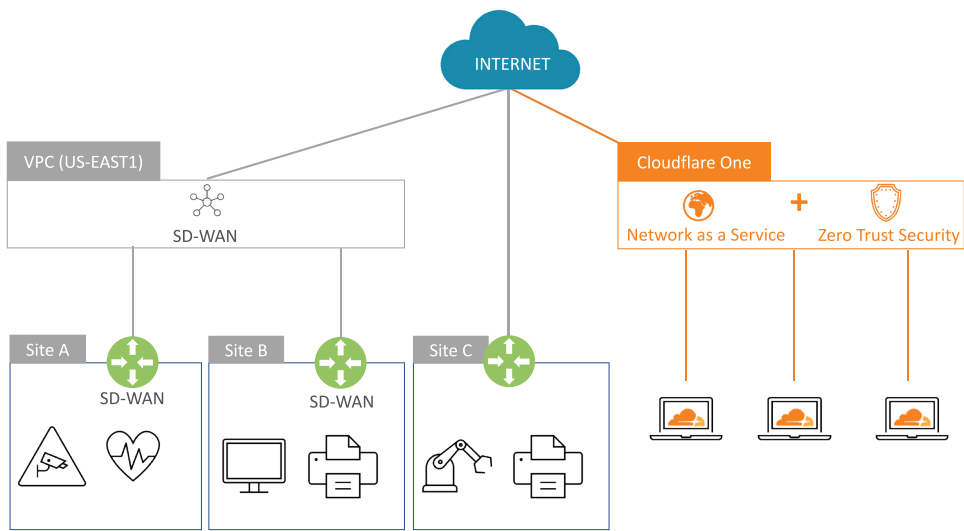 INTERNET
VPC (US-EAST1)
Cloudflare One
SD-WAN
+
Network as a Service
Zero Trust Security
Site A
Site B
Site C
SD-WAN
SD-WAN